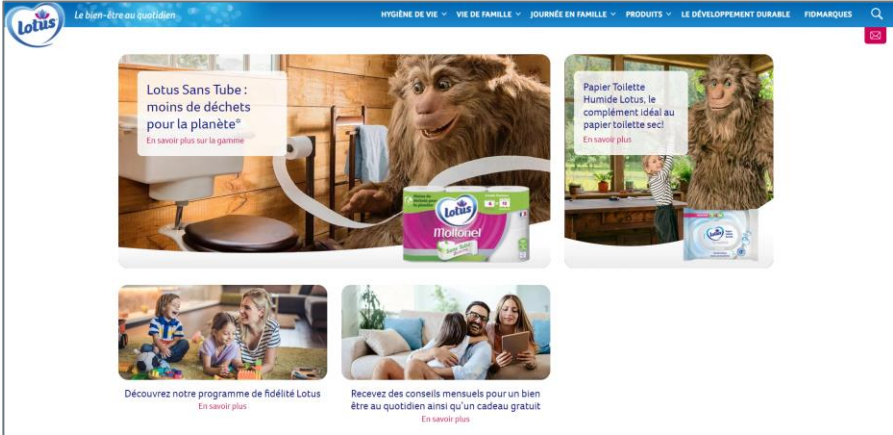 Lotus
Le bien-être au quotidien
HYGIÈNE DE VIE
VIE DE FAMILLE
JOURNÉE EN FAMILLE
PRODUITS
LE DÉVELOPPEMENT DURABLE
FIDMARQUES
Lotus Sans Tube :
moins de déchets
pour la planète*
En savoir plus sur la gamme
Lotus
Moltonel
Sans Tube
Papier Toilette
Humide Lotus, le
complément idéal au
papier toilette sec!
En savoir plus
Lotus
Découvrez notre programme de fidélité Lotus
En savoir plus
Recevez des conseils mensuels pour un bien
être au quotidien ainsi qu'un cadeau gratuit
En savoir plus